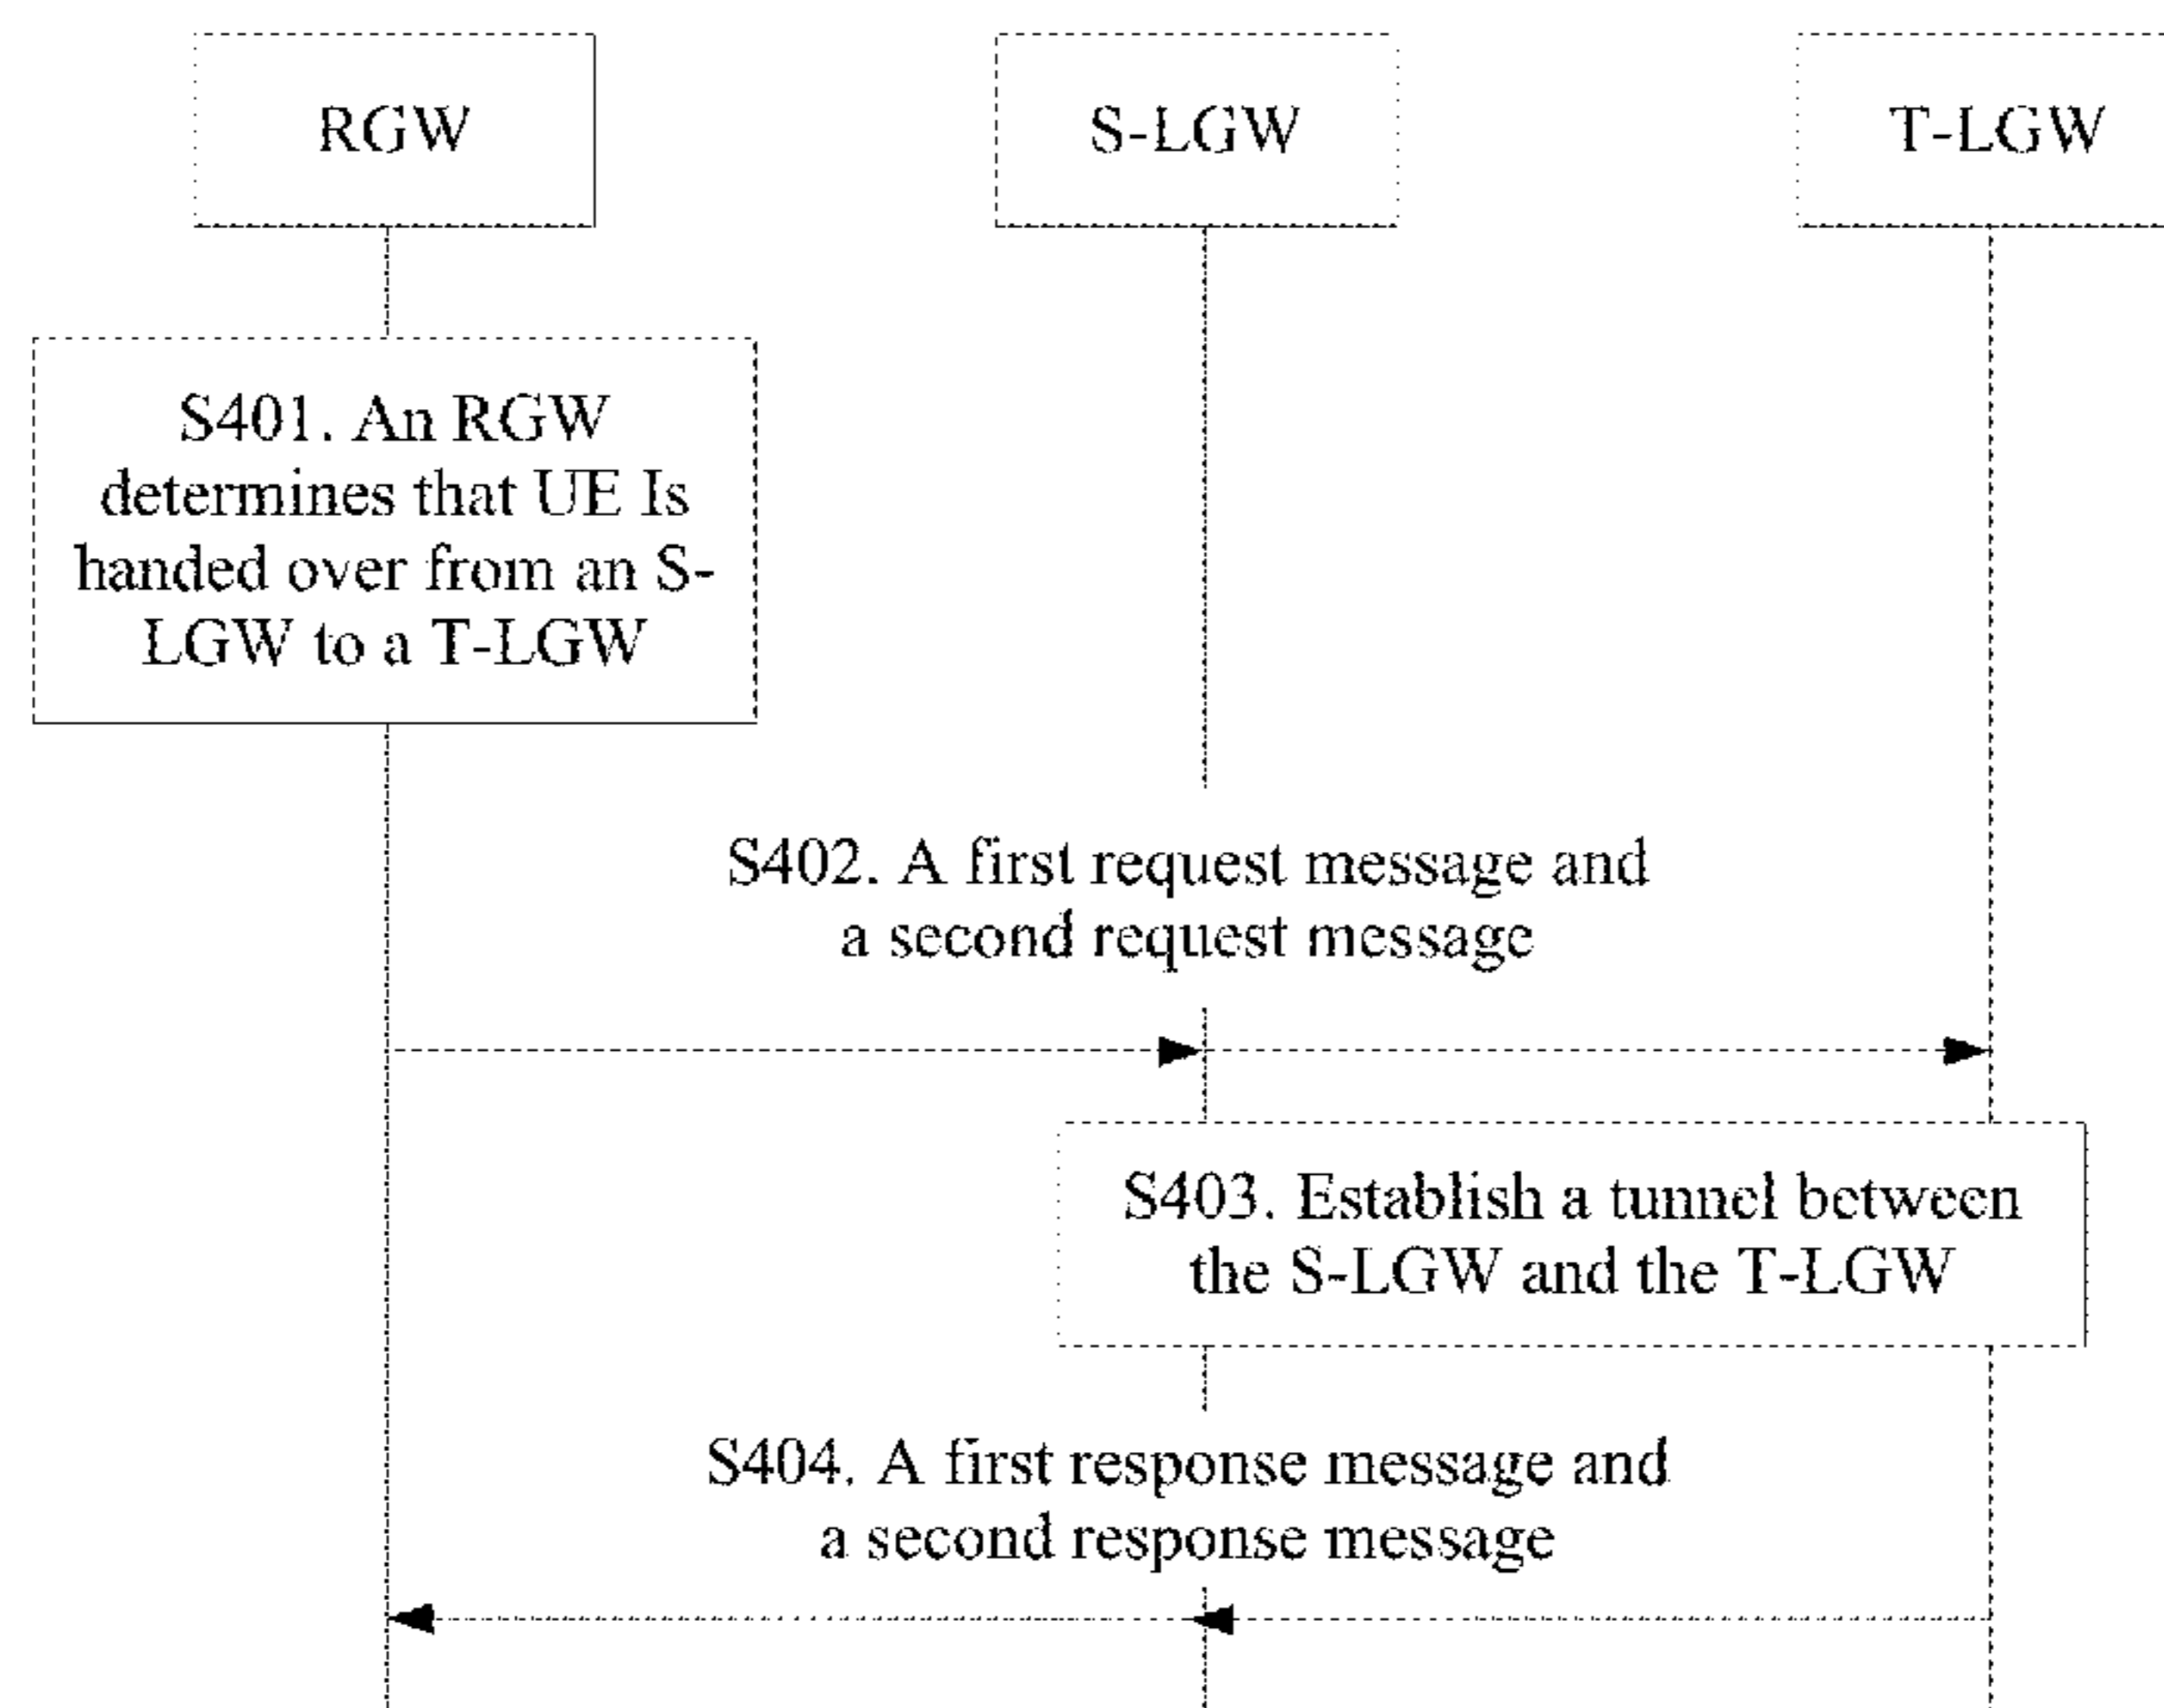 RGW
S-LGW
T-LGW
S401. An RGW
determines that UE Is
handed over from an S-
LGW to a T-LGW
S402. A first request message and
a second request message
S403. Establish a tunnel between
the S-LGW and the T-LGW
S404. A first response message and
a second response message